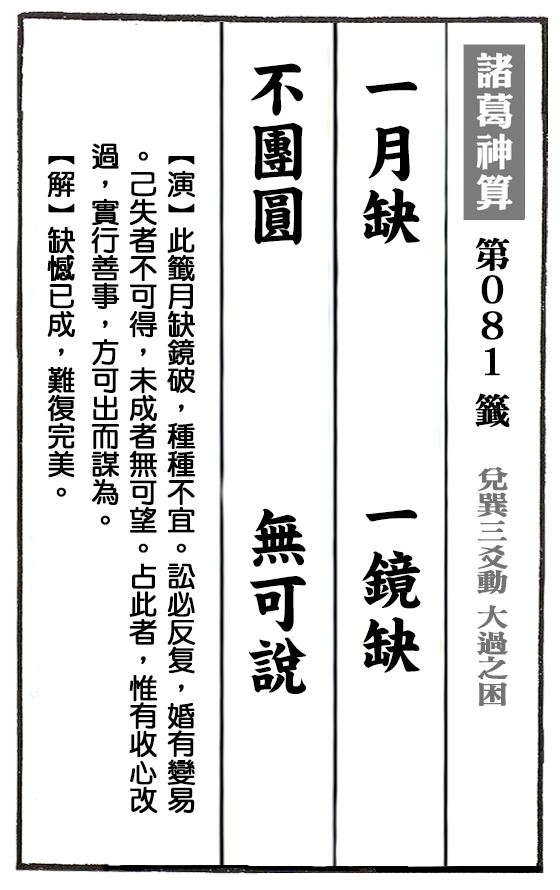 諸葛神算 第081籤 兌巽三爻動 大過之困
一月缺 一鏡缺
不團圓 無可說
【演】此籤月缺鏡破，種種不宜。訟必反复，婚有變易
。己失者不可得，未成者無可望。占此者，惟有收心改
過，實行善事，方可出而謀為。
【解】缺憾已成，難復完美。